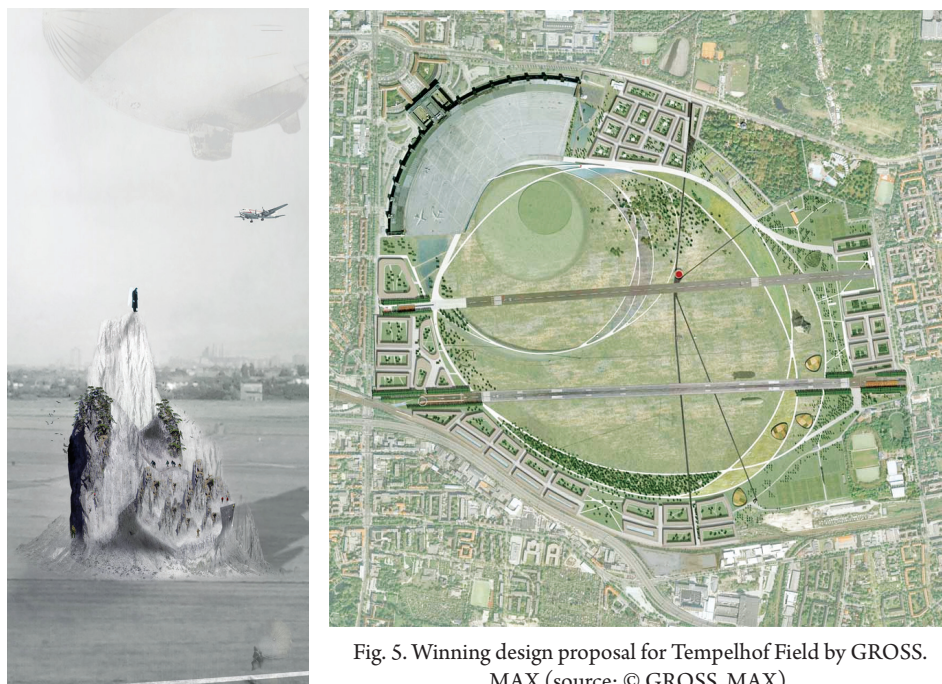 Fig. 5. Winning design proposal for Tempelhof Field by GROSS.
MAX (source: © GROSS. MAX)